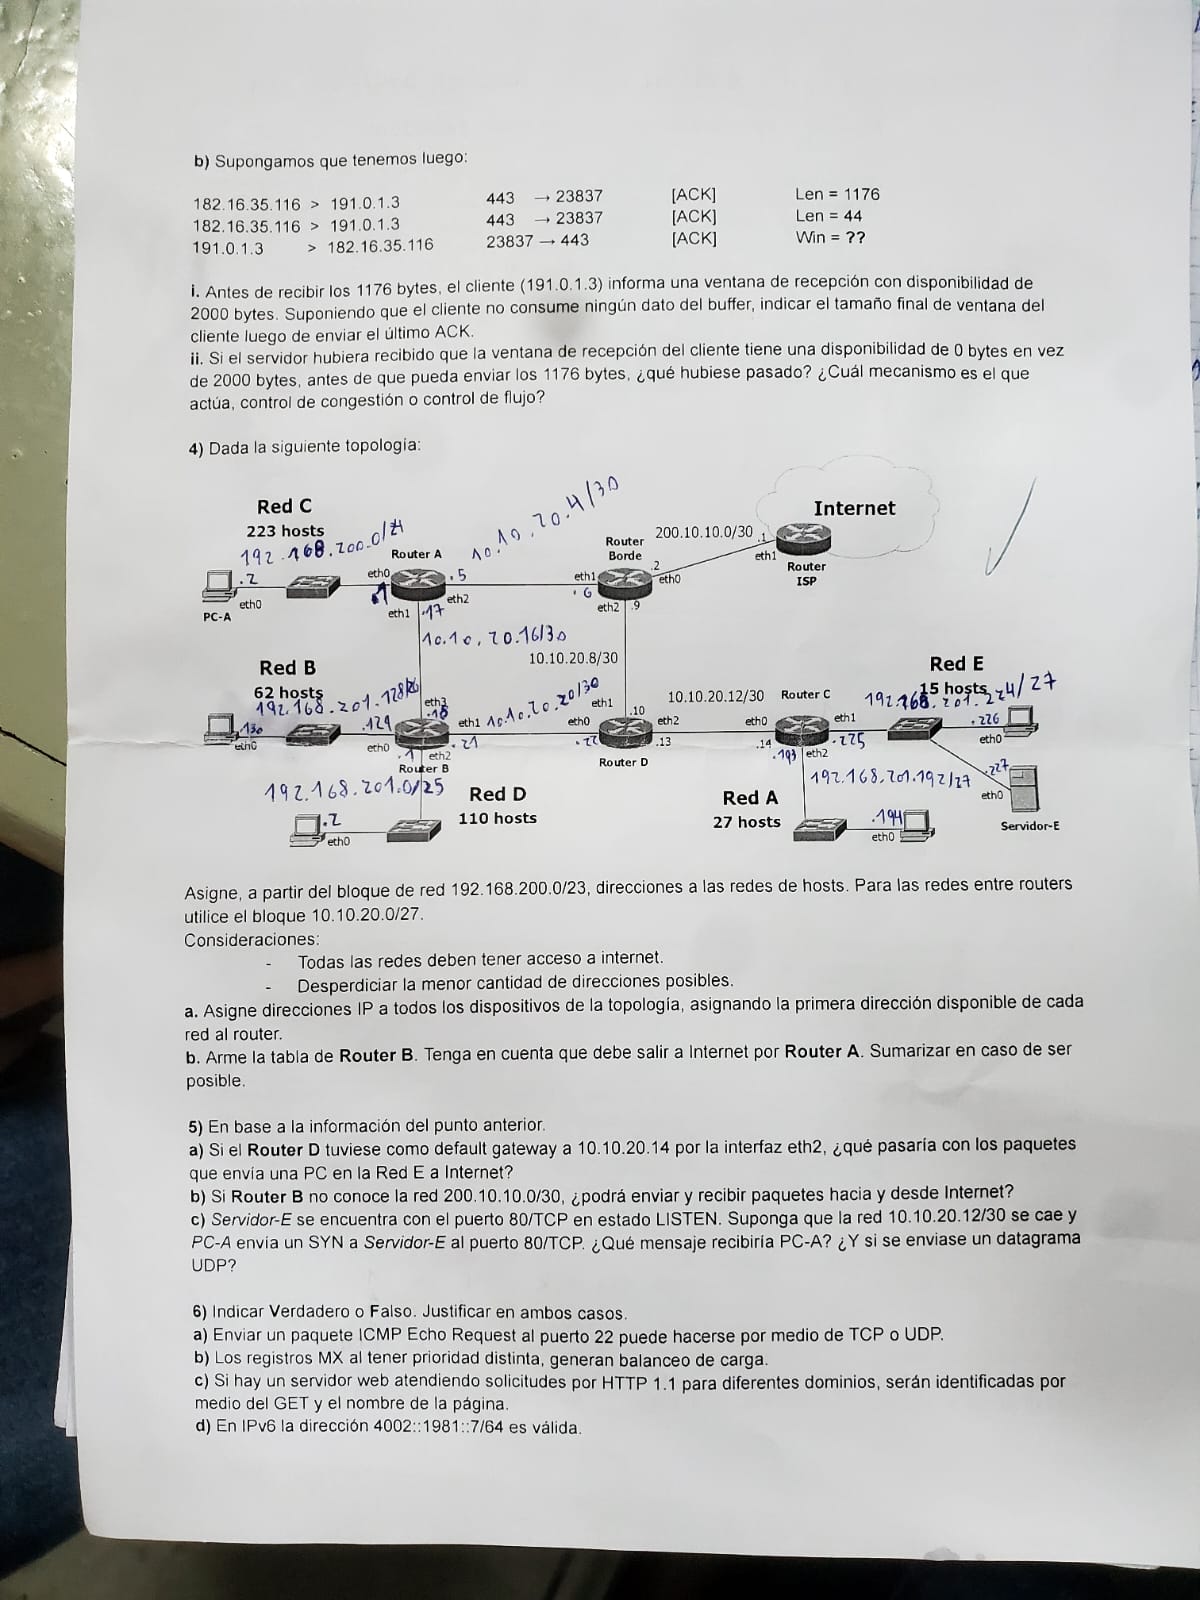 b) Supongamos que tenemos luego:
182.16.35.116 > 191.0.1.3 443 → 23837 [ACK] Len = 1176
182.16.35.116 > 191.0.1.3 443 → 23837 [ACK] Len = 44
191.0.1.3 > 182.16.35.116 23837 → 443 [ACK] Win = ??
i. Antes de recibir los 1176 bytes, el cliente (191.0.1.3) informa una ventana de recepción con disponibilidad de
2000 bytes. Suponiendo que el cliente no consume ningún dato del buffer, indicar el tamaño final de ventana del
cliente luego de enviar el último ACK.
ii. Si el servidor hubiera recibido que la ventana de recepción del cliente tiene una disponibilidad de 0 bytes en vez
de 2000 bytes, antes de que pueda enviar los 1176 bytes, ¿qué hubiese pasado? ¿Cuál mecanismo es el que
actúa, control de congestión o control de flujo?
4) Dada la siguiente topología:
Red C
223 hosts
192.168.200.0/24
Router A
10.10.20.4/30
Router
Borde
200.10.10.0/30
Internet
.1
eth1
Router
ISP
.2
eth0
PC-A
eth0
.1
eth1
.17
.5
eth2
eth1
.6
.2
eth0
eth2
.9
10.10.20.16/30
10.10.20.8/30
Red B
62 hosts
192.168.201.128/26
.130
eth0
.129
eth0
eth3
.18
eth1
10.10.20.20/30
.21
.1
eth2
Router B
eth1
.10
eth0
.22
Router D
10.10.20.12/30
eth2
.13
Router C
eth0
.14
eth1
.225
.193
eth2
Red E
15 hosts
192.168.201.224/27
.226
eth0
.227
eth0
Servidor-E
192.168.201.0/25
Red D
110 hosts
.2
eth0
Red A
27 hosts
192.168.201.192/27
.194
eth0
Asigne, a partir del bloque de red 192.168.200.0/23, direcciones a las redes de hosts. Para las redes entre routers
utilice el bloque 10.10.20.0/27.
Consideraciones:
- Todas las redes deben tener acceso a internet.
- Desperdiciar la menor cantidad de direcciones posibles.
a. Asigne direcciones IP a todos los dispositivos de la topología, asignando la primera dirección disponible de cada
red al router.
b. Arme la tabla de Router B. Tenga en cuenta que debe salir a Internet por Router A. Sumarizar en caso de ser
posible.
5) En base a la información del punto anterior.
a) Si el Router D tuviese como default gateway a 10.10.20.14 por la interfaz eth2, ¿qué pasaría con los paquetes
que envía una PC en la Red E a Internet?
b) Si Router B no conoce la red 200.10.10.0/30, ¿podrá enviar y recibir paquetes hacia y desde Internet?
c) Servidor-E se encuentra con el puerto 80/TCP en estado LISTEN. Suponga que la red 10.10.20.12/30 se cae y
PC-A envía un SYN a Servidor-E al puerto 80/TCP. ¿Qué mensaje recibiría PC-A? ¿Y si se enviase un datagrama
UDP?
6) Indicar Verdadero o Falso. Justificar en ambos casos.
a) Enviar un paquete ICMP Echo Request al puerto 22 puede hacerse por medio de TCP o UDP.
b) Los registros MX al tener prioridad distinta, generan balanceo de carga.
c) Si hay un servidor web atendiendo solicitudes por HTTP 1.1 para diferentes dominios, serán identificadas por
medio del GET y el nombre de la página.
d) En IPv6 la dirección 4002::1981::7/64 es válida.